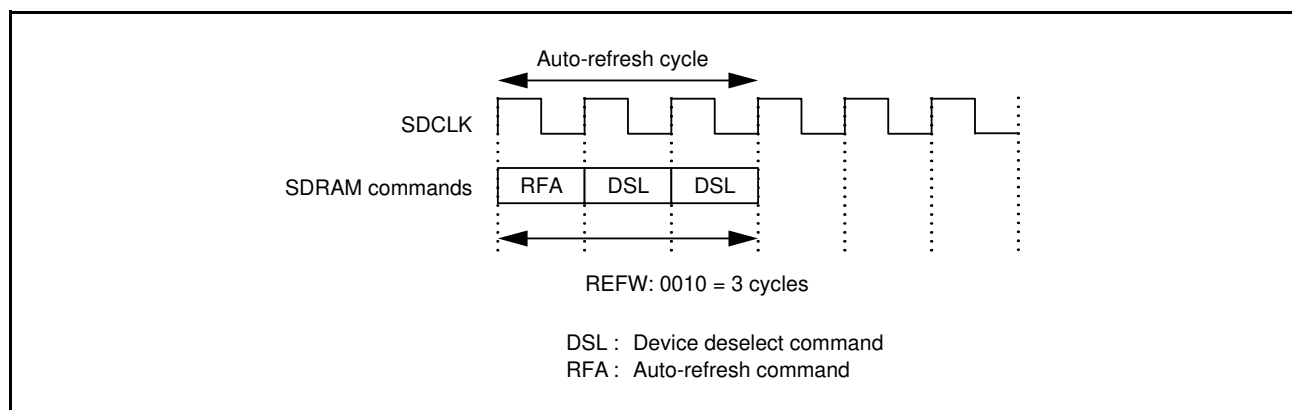 Auto-refresh cycle
SDCLK
SDRAM commands RFA DSL DSL
REFW: 0010 = 3 cycles
DSL : Device deselect command
RFA : Auto-refresh command